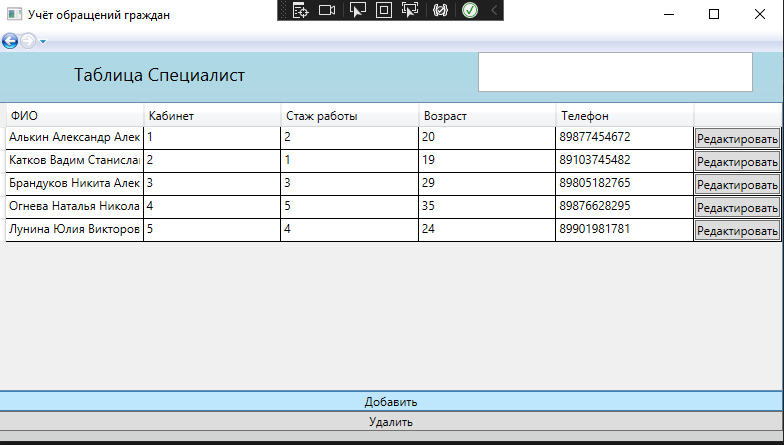 Учёт обращений граждан
Таблица Специалист
ФИО Кабинет Стаж работы Возраст Телефон
Алькин Александр Алек 1 2 20 89877454672 Редактировать
Катков Вадим Станисла 2 1 19 89103745482 Редактировать
Брандуков Никита Алек 3 3 29 89805182765 Редактировать
Огнева Наталья Никола 4 5 35 89876628295 Редактировать
Лунина Юлия Викторов 5 4 24 89901981781 Редактировать
Добавить
Удалить